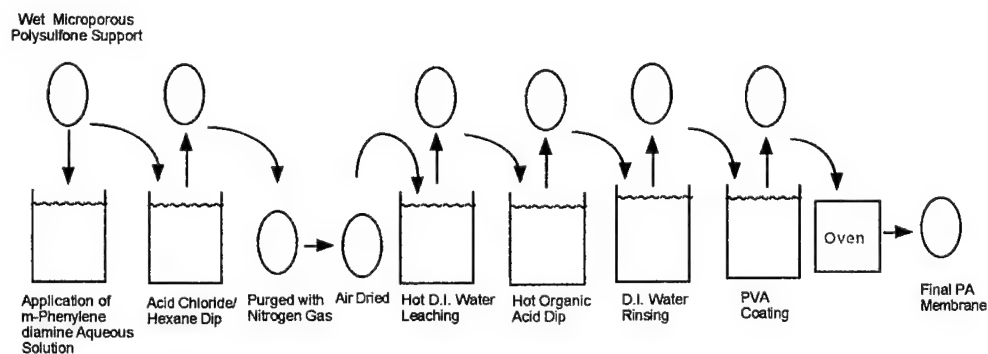 Wet Microporous
Polysulfone Support
Application of
m-Phenylene
diamine Aqueous
Solution
Acid Chloride/
Hexane Dip
Purged with
Nitrogen Gas
Air Dried
Hot D.I. Water
Leaching
Hot Organic
Acid Dip
D.I. Water
Rinsing
PVA
Coating
Oven
Final PA
Membrane